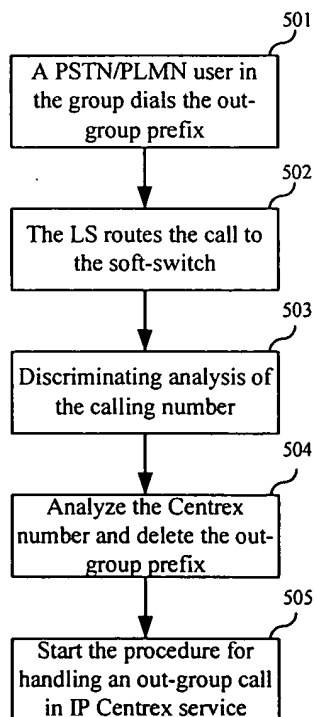 501
A PSTN/PLMN user in
the group dials the out-
group prefix
502
The LS routes the call to
the soft-switch
503
Discriminating analysis of
the calling number
504
Analyze the Centrex
number and delete the out-
group prefix
505
Start the procedure for
handling an out-group call
in IP Centrex service